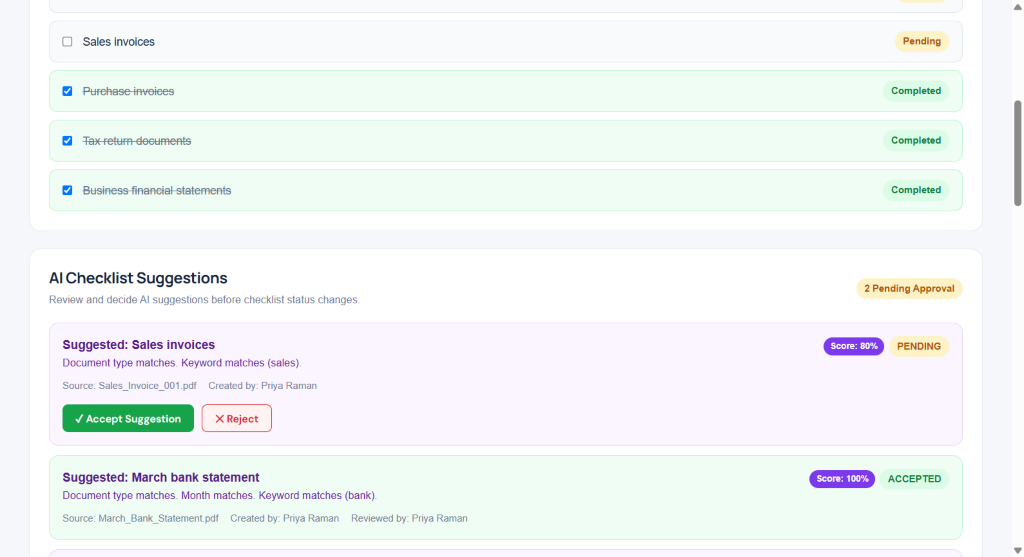 Sales invoices
Pending
Purchase invoices
Completed
Tax return documents
Completed
Business financial statements
Completed
AI Checklist Suggestions
Review and decide AI suggestions before checklist status changes.
2 Pending Approval
Suggested: Sales invoices
Score: 80%
PENDING
Document type matches. Keyword matches (sales).
Source: Sales_Invoice_001.pdf Created by: Priya Raman
✓ Accept Suggestion
✕ Reject
Suggested: March bank statement
Score: 100%
ACCEPTED
Document type matches. Month matches. Keyword matches (bank).
Source: March_Bank_Statement.pdf Created by: Priya Raman Reviewed by: Priya Raman